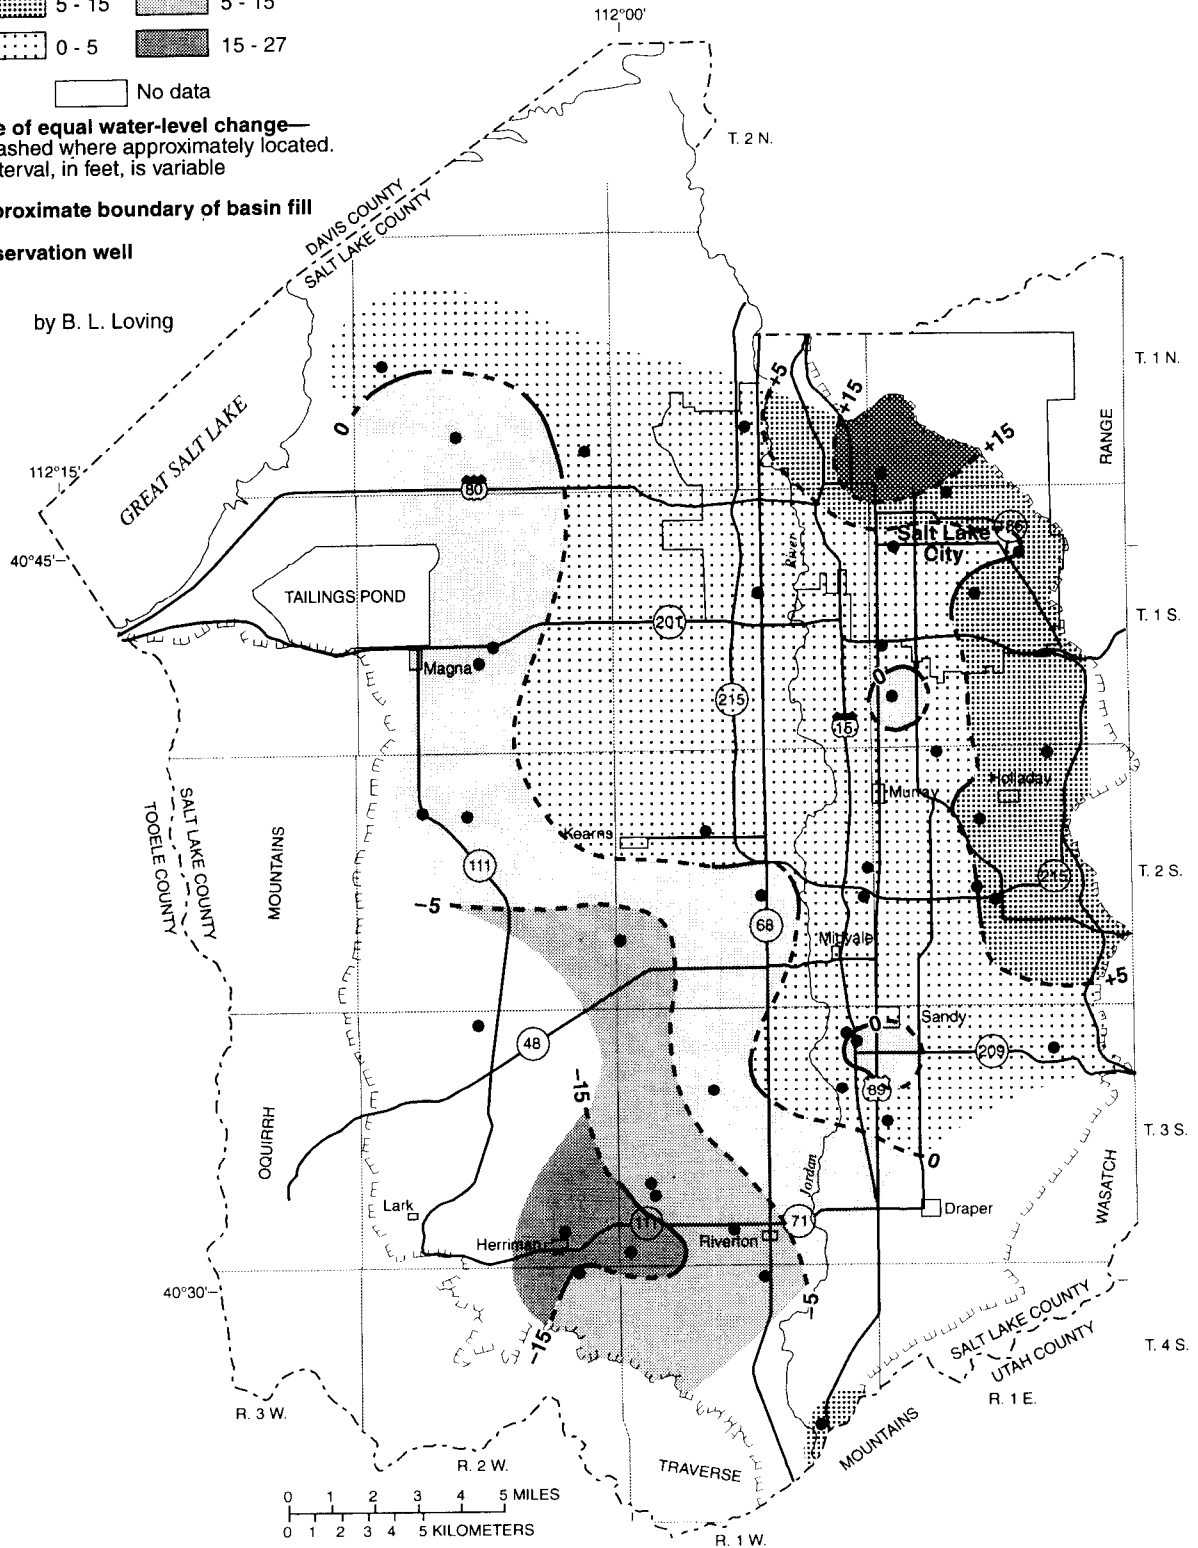 5 - 15
5 - 15
0 - 5
15 - 27
No data
e of equal water-level change—
ashed where approximately located.
terval, in feet, is variable
proximate boundary of basin fill
servation well
by B. L. Loving
112°00'
T. 2 N.
DAVIS COUNTY
SALT LAKE COUNTY
T. 1 N.
+5
+15
+15
RANGE
0
GREAT SALT LAKE
112°15'
80
40°45'
Salt Lake
City
River
TAILINGS POND
201
T. 1 S.
Magna
0
215
15
Holladay
Murray
SALT LAKE COUNTY
TOOELE COUNTY
MOUNTAINS
Kearns
111
215
T. 2 S.
-5
68
Midvale
+5
0
Sandy
48
209
-15
89
OQUIRRH
T. 3 S.
0
WASATCH
Jordan
Lark
111
71
Draper
Herriman
Riverton
40°30'
-5
-15
SALT LAKE COUNTY
UTAH COUNTY
T. 4 S.
R. 1 E.
R. 3 W.
MOUNTAINS
R. 2 W.
TRAVERSE
0 1 2 3 4 5 MILES
0 1 2 3 4 5 KILOMETERS
R. 1 W.